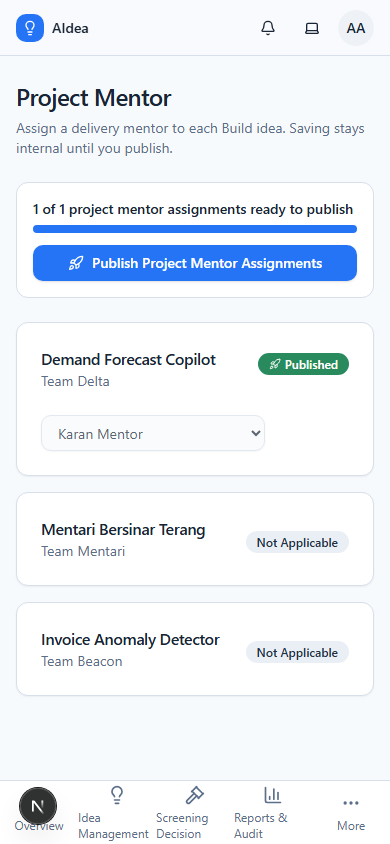 AIdea
AA
Project Mentor
Assign a delivery mentor to each Build idea. Saving stays
internal until you publish.
1 of 1 project mentor assignments ready to publish
Publish Project Mentor Assignments
Demand Forecast Copilot
Published
Team Delta
Karan Mentor
Mentari Bersinar Terang
Not Applicable
Team Mentari
Invoice Anomaly Detector
Not Applicable
Team Beacon
N
Overview
Idea
Management
Screening
Decision
Reports &
Audit
More